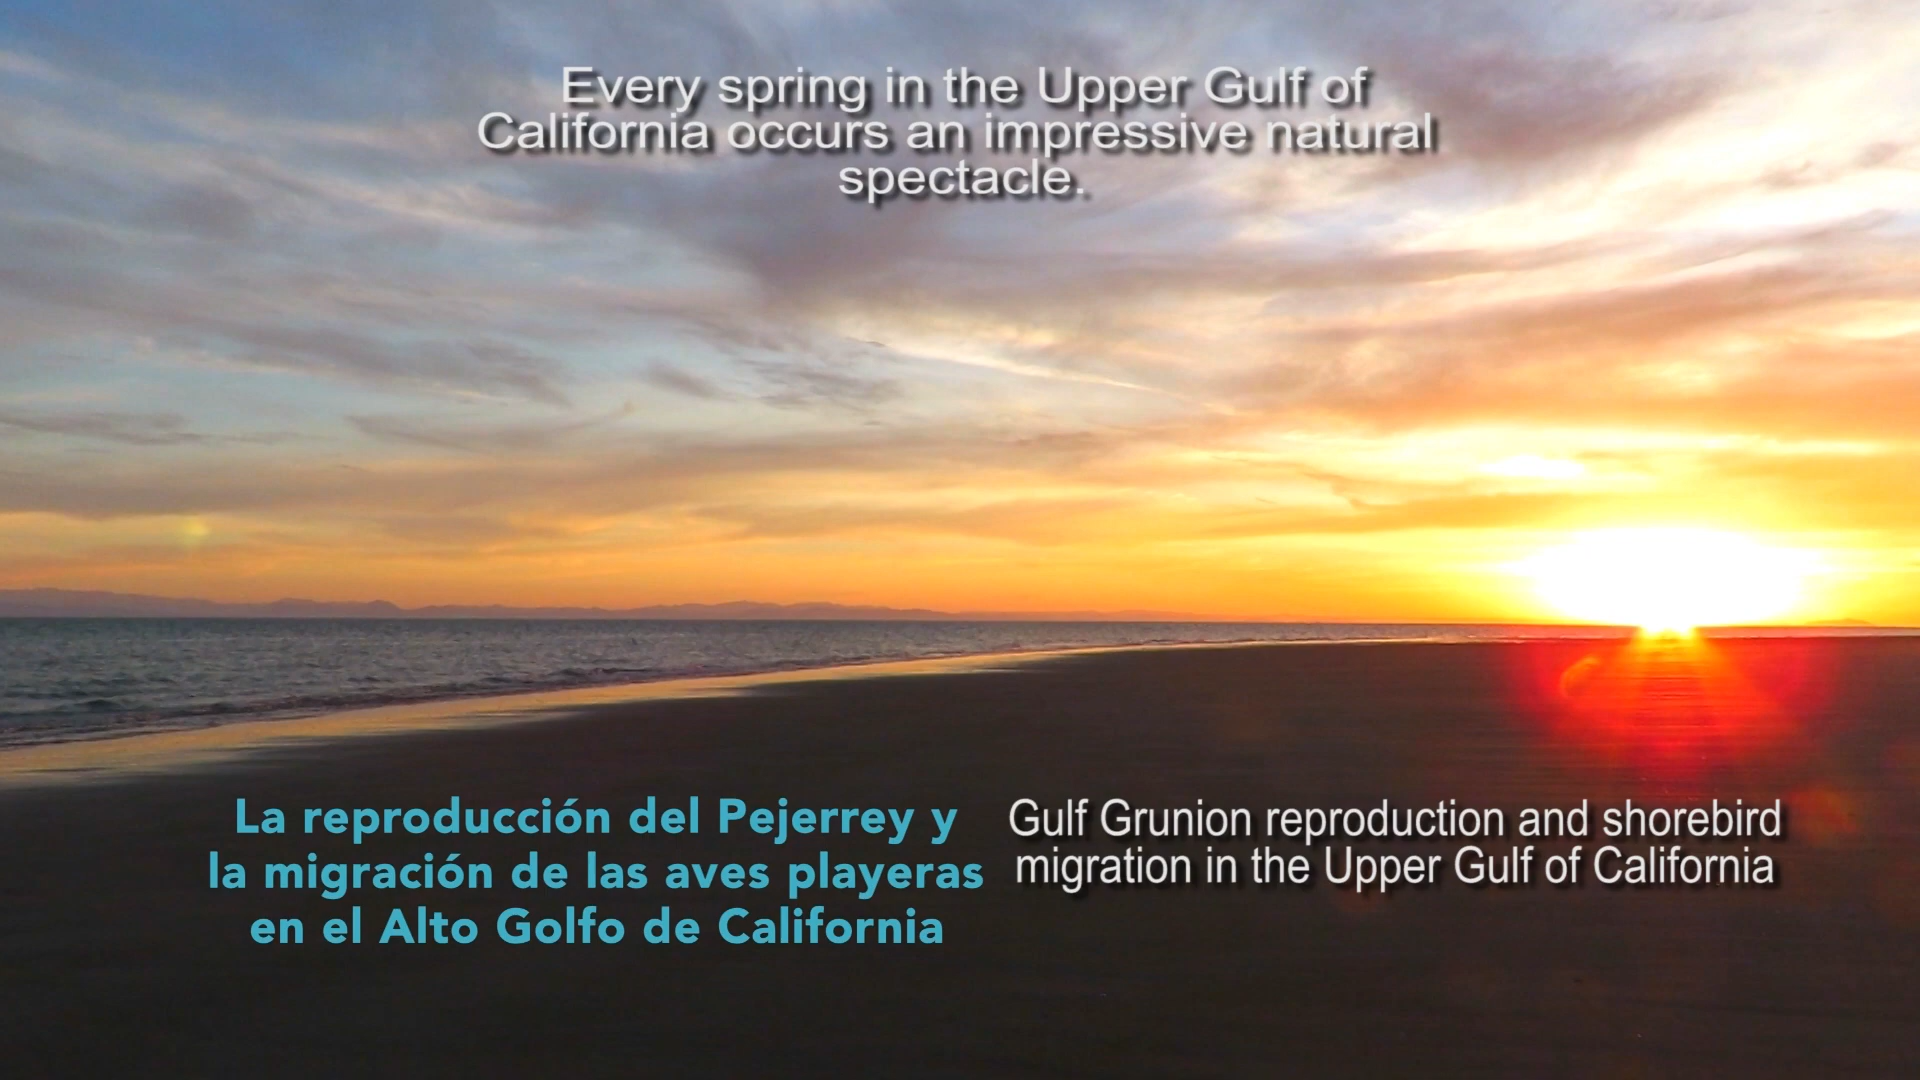 Every spring in the Upper Gulf of
California occurs an impressive natural
spectacle.
La reproducción del Pejerrey y
la migración de las aves playeras
en el Alto Golfo de California
Gulf Grunion reproduction and shorebird
migration in the Upper Gulf of California